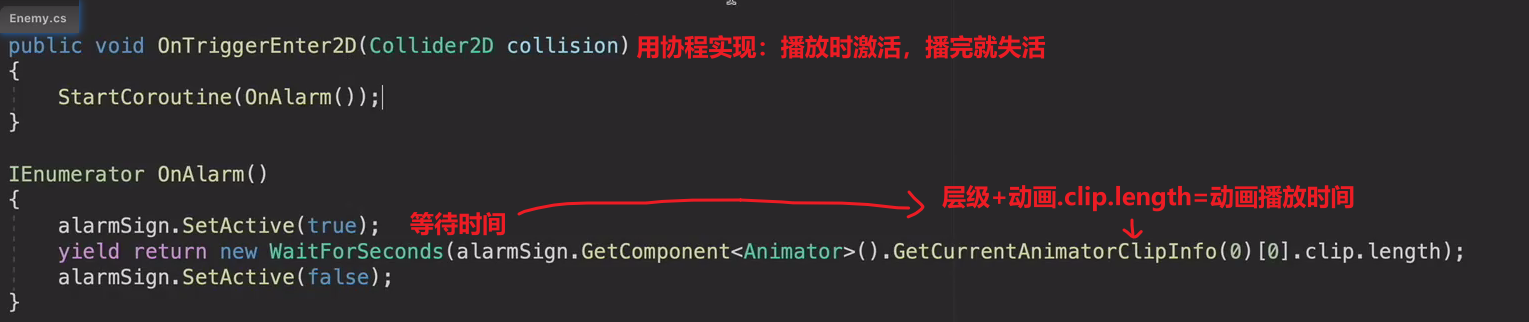 Enemy.cs
public void OnTriggerEnter2D(Collider2D collision) 用协程实现：播放时激活，播完就失活
{
StartCoroutine(OnAlarm());
}
IEnumerator OnAlarm()
{
层级+动画.clip.length=动画播放时间
alarmSign.SetActive(true); 等待时间
yield return new WaitForSeconds(alarmSign.GetComponent<Animator>().GetCurrentAnimatorClipInfo(0)[0].clip.length);
alarmSign.SetActive(false);
}